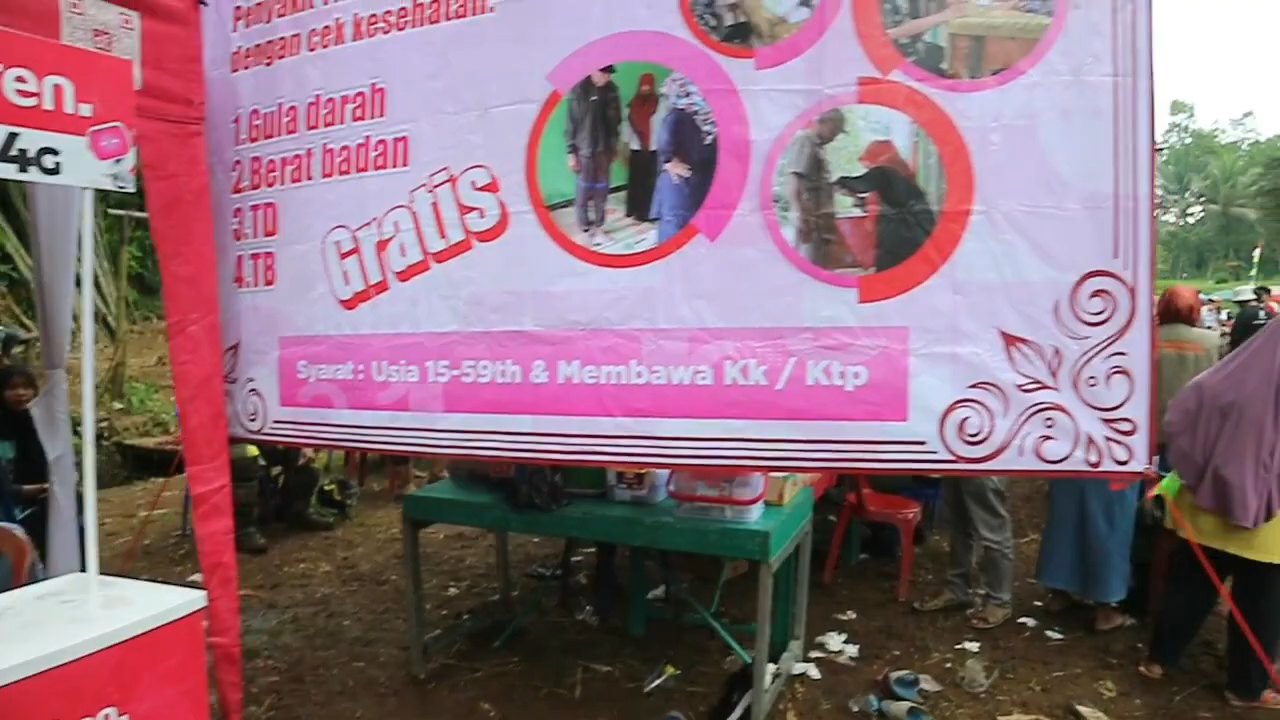 Penyakit
dengan cek kesehatan.
1.Gula darah
2.Berat badan
3.TD
4.TB
Gratis
Syarat : Usia 15-59th & Membawa Kk / Ktp
ren.
4G